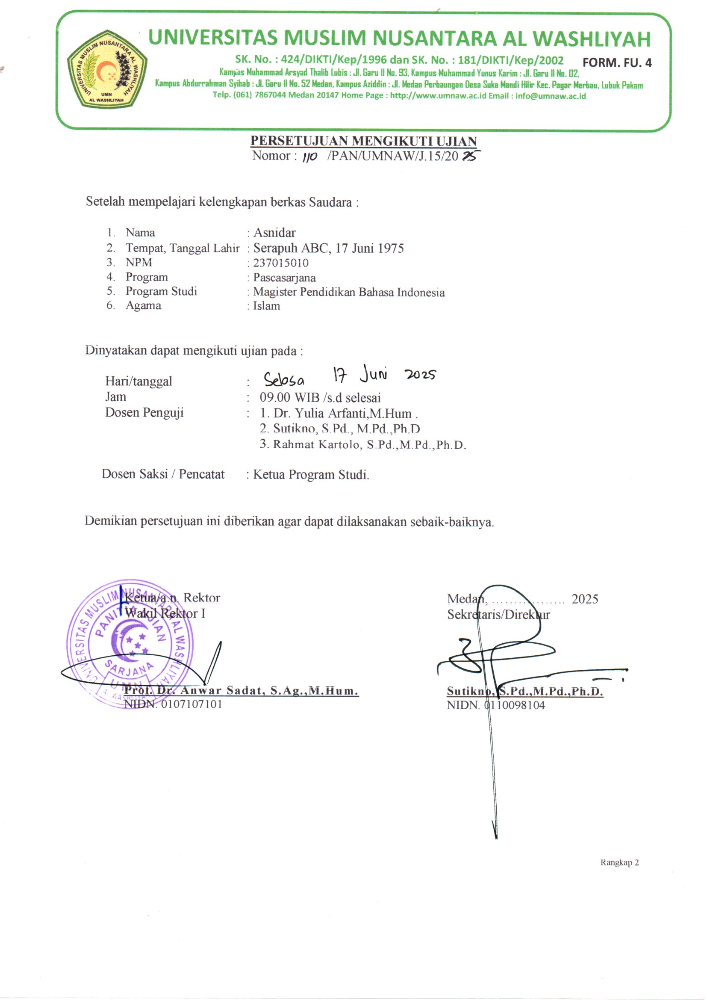 UNIVERSITAS MUSLIM NUSANTARA AL WASHLIYAH
SK. No. : 424/DIKTI/Kep/1996 dan SK. No. : 181/DIKTI/Kep/2002 FORM. FU. 4
Kampus Muhammad Arsyad Thalib Lubis : Jl. Garu II No. 93, Kampus Muhammad Yunus Karim : Jl. Garu II No. 02,
Kampus Abdurrahman Syihab : Jl. Garu II No. 52 Medan, Kampus Aziddin : Jl. Medan Perbaungan Desa Suka Mandi Hilir Kec. Pagar Merbau, Lubuk Pakam
Telp. (061) 7867044 Medan 20147 Home Page : http://www.umnaw.ac.id Email : info@umnaw.ac.id
UNIVERSITAS MUSLIM NUSANTARA AL WASHLIYAH
UMN
AL WASHLIYAH
PERSETUJUAN MENGIKUTI UJIAN
Nomor : 110 /PAN/UMNAW/J.15/2025
Setelah mempelajari kelengkapan berkas Saudara :
1. Nama : Asnidar
2. Tempat, Tanggal Lahir : Serapuh ABC, 17 Juni 1975
3. NPM : 237015010
4. Program : Pascasarjana
5. Program Studi : Magister Pendidikan Bahasa Indonesia
6. Agama : Islam
Dinyatakan dapat mengikuti ujian pada :
Hari/tanggal : Selasa 17 Juni 2025
Jam : 09.00 WIB /s.d selesai
Dosen Penguji : 1. Dr. Yulia Arfanti,M.Hum .
2. Sutikno, S.Pd., M.Pd.,Ph.D
3. Rahmat Kartolo, S.Pd.,M.Pd.,Ph.D.
Dosen Saksi / Pencatat : Ketua Program Studi.
Demikian persetujuan ini diberikan agar dapat dilaksanakan sebaik-baiknya.
Ketua/a.n. Rektor
Wakil Rektor I
UNIVERSITAS MUSLIM NUSANTARA AL WASHLIYAH
PANITIA UJIAN
SARJANA
UMN
AL WASHLIYAH
Prof. Dr. Anwar Sadat, S.Ag.,M.Hum.
NIDN. 0107107101
Medan, .................. 2025
Sekretaris/Direktur
Sutikno, S.Pd.,M.Pd.,Ph.D.
NIDN. 0110098104
Rangkap 2